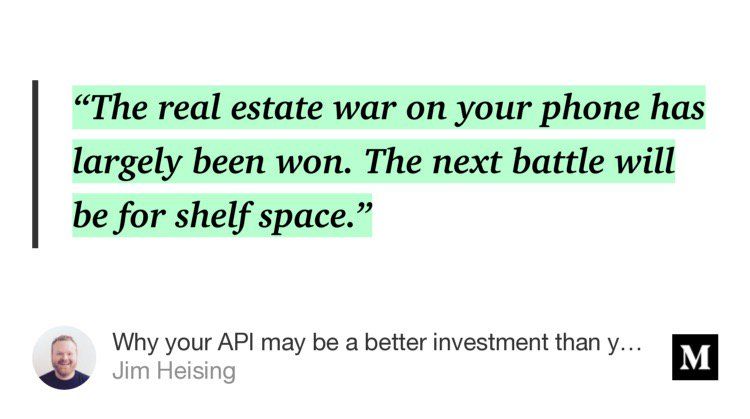 “The real estate war on your phone has
largely been won. The next battle will
be for shelf space.”
Why your API may be a better investment than y…
Jim Heising
M